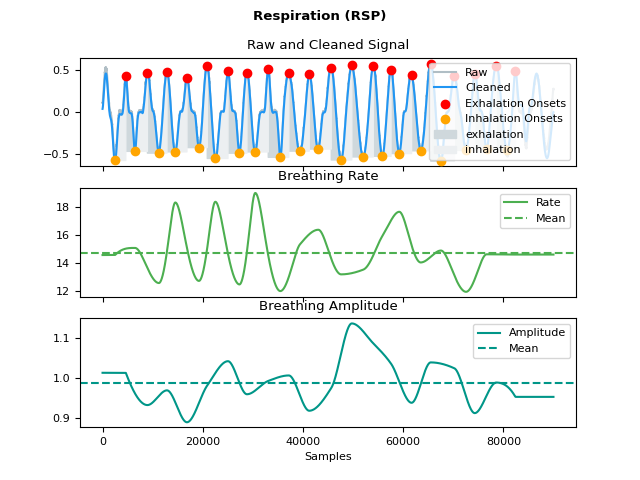 Respiration (RSP)
Raw and Cleaned Signal
0.5
0.0
−0.5
Raw
Cleaned
Exhalation Onsets
Inhalation Onsets
exhalation
inhalation
Breathing Rate
18
16
14
12
Rate
Mean
Breathing Amplitude
1.1
1.0
0.9
Amplitude
Mean
0 20000 40000 60000 80000
Samples